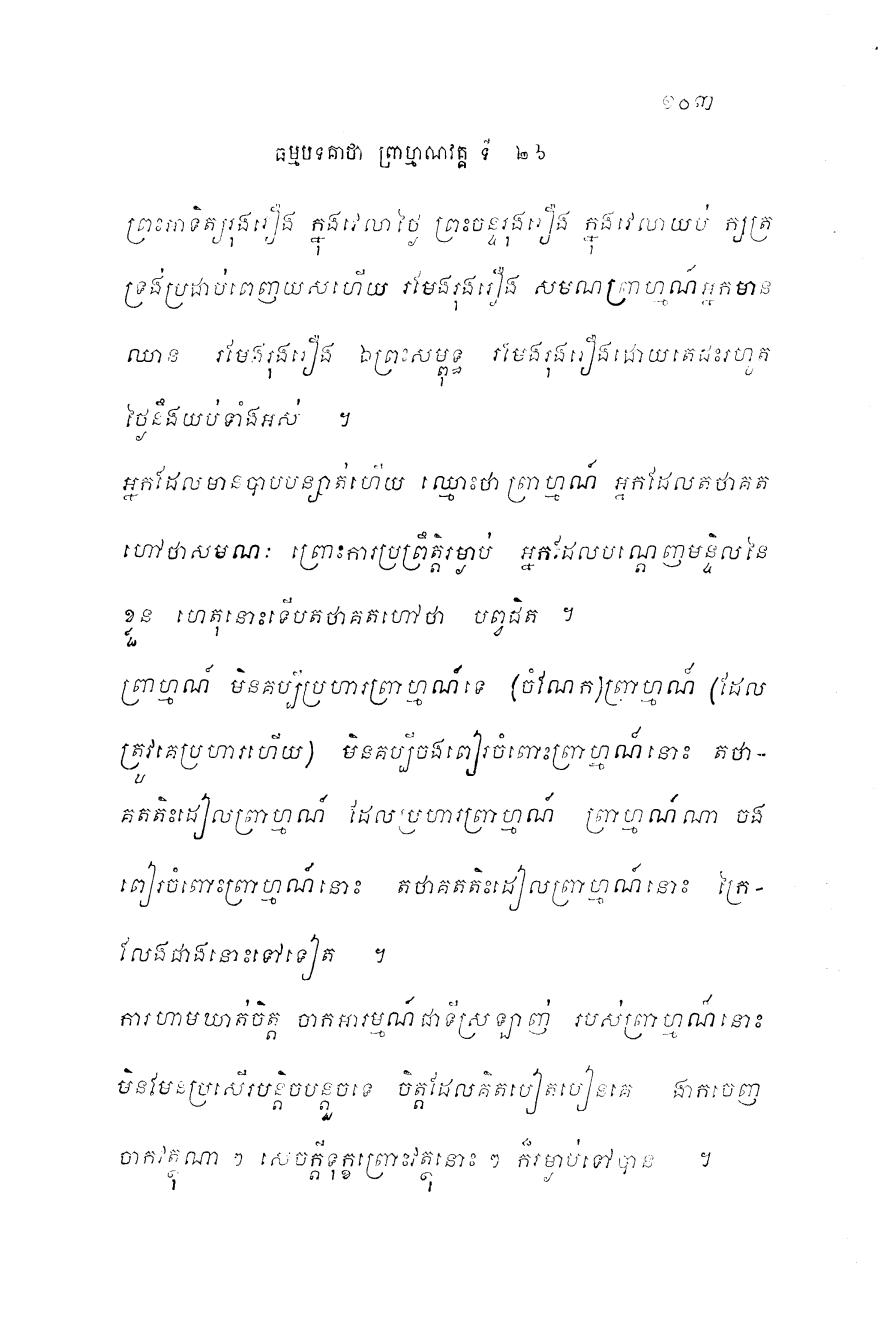 ១០៣
ធម្មបទគាថា ព្រាហ្មណវគ្គ ទី ២៦
ព្រះអាទិត្យរុងរឿង ក្នុងវេលាថ្ងៃ ព្រះចន្ទរុងរឿង ក្នុងវេលាយប់ ក្សត្រ
ទ្រង់ប្រដាប់ពេញយសហើយ រមែងរុងរឿង សមណព្រាហ្មណ៍អ្នកមាន
ឈាន រមែងរុងរឿង ឯព្រះសម្ពុទ្ធ រមែងរុងរឿងដោយតេជះរហូត
ថ្ងៃនឹងយប់ទាំងអស់ ។
អ្នកដែលមានបាបបន្សាត់ហើយ ឈ្មោះថា ព្រាហ្មណ៍ អ្នកដែលតថាគត
ហៅថាសមណៈ ព្រោះការប្រព្រឹត្តិរម្ងាប់ អ្នកដែលបណ្តេញមន្ទិលនៃ
ខ្លួន ហេតុនោះទើបតថាគតហៅថា បព្វជិត ។
ព្រាហ្មណ៍ មិនគប្បីប្រហារព្រាហ្មណ៍ទេ (ចំណែក)ព្រាហ្មណ៍ (ដែល
ត្រូវគេប្រហារហើយ) មិនគប្បីចងពៀរចំពោះព្រាហ្មណ៍នោះ តថា-
គតតិះដៀលព្រាហ្មណ៍ ដែលប្រហារព្រាហ្មណ៍ ព្រាហ្មណ៍ណា ចង
ពៀរចំពោះព្រាហ្មណ៍នោះ តថាគតតិះដៀលព្រាហ្មណ៍នោះ ក្រៃ-
លែងជាងនោះទៅទៀត ។
ការហាមឃាត់ចិត្ត ចាកអារម្មណ៍ជាទីស្រឡាញ់ របស់ព្រាហ្មណ៍នោះ
មិនមែនប្រសើរបន្តិចបន្តួចទេ ចិត្តដែលគិតបៀតបៀនគេ ងាកចេញ
ចាកវត្ថុណា ៗ សេចក្តីទុក្ខព្រោះវត្ថុនោះ ៗ ក៏រម្ងាប់ទៅបាន ។